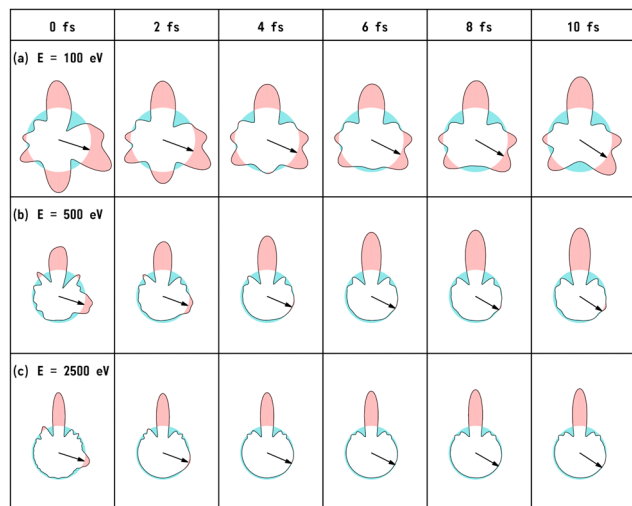 0 fs 2 fs 4 fs 6 fs 8 fs 10 fs
(a) E = 100 eV
(b) E = 500 eV
(c) E = 2500 eV